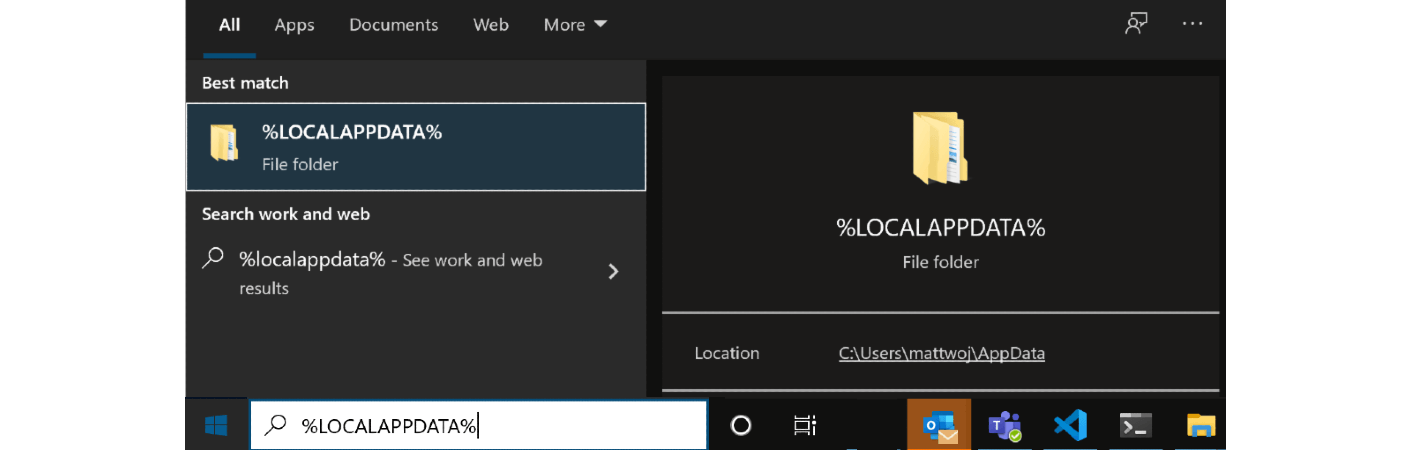 All Apps Documents Web More
Best match
%LOCALAPPDATA%
File folder
Search work and web
%localappdata% - See work and web
results
%LOCALAPPDATA%
File folder
Location C:\Users\mattwoj\AppData
%LOCALAPPDATA%